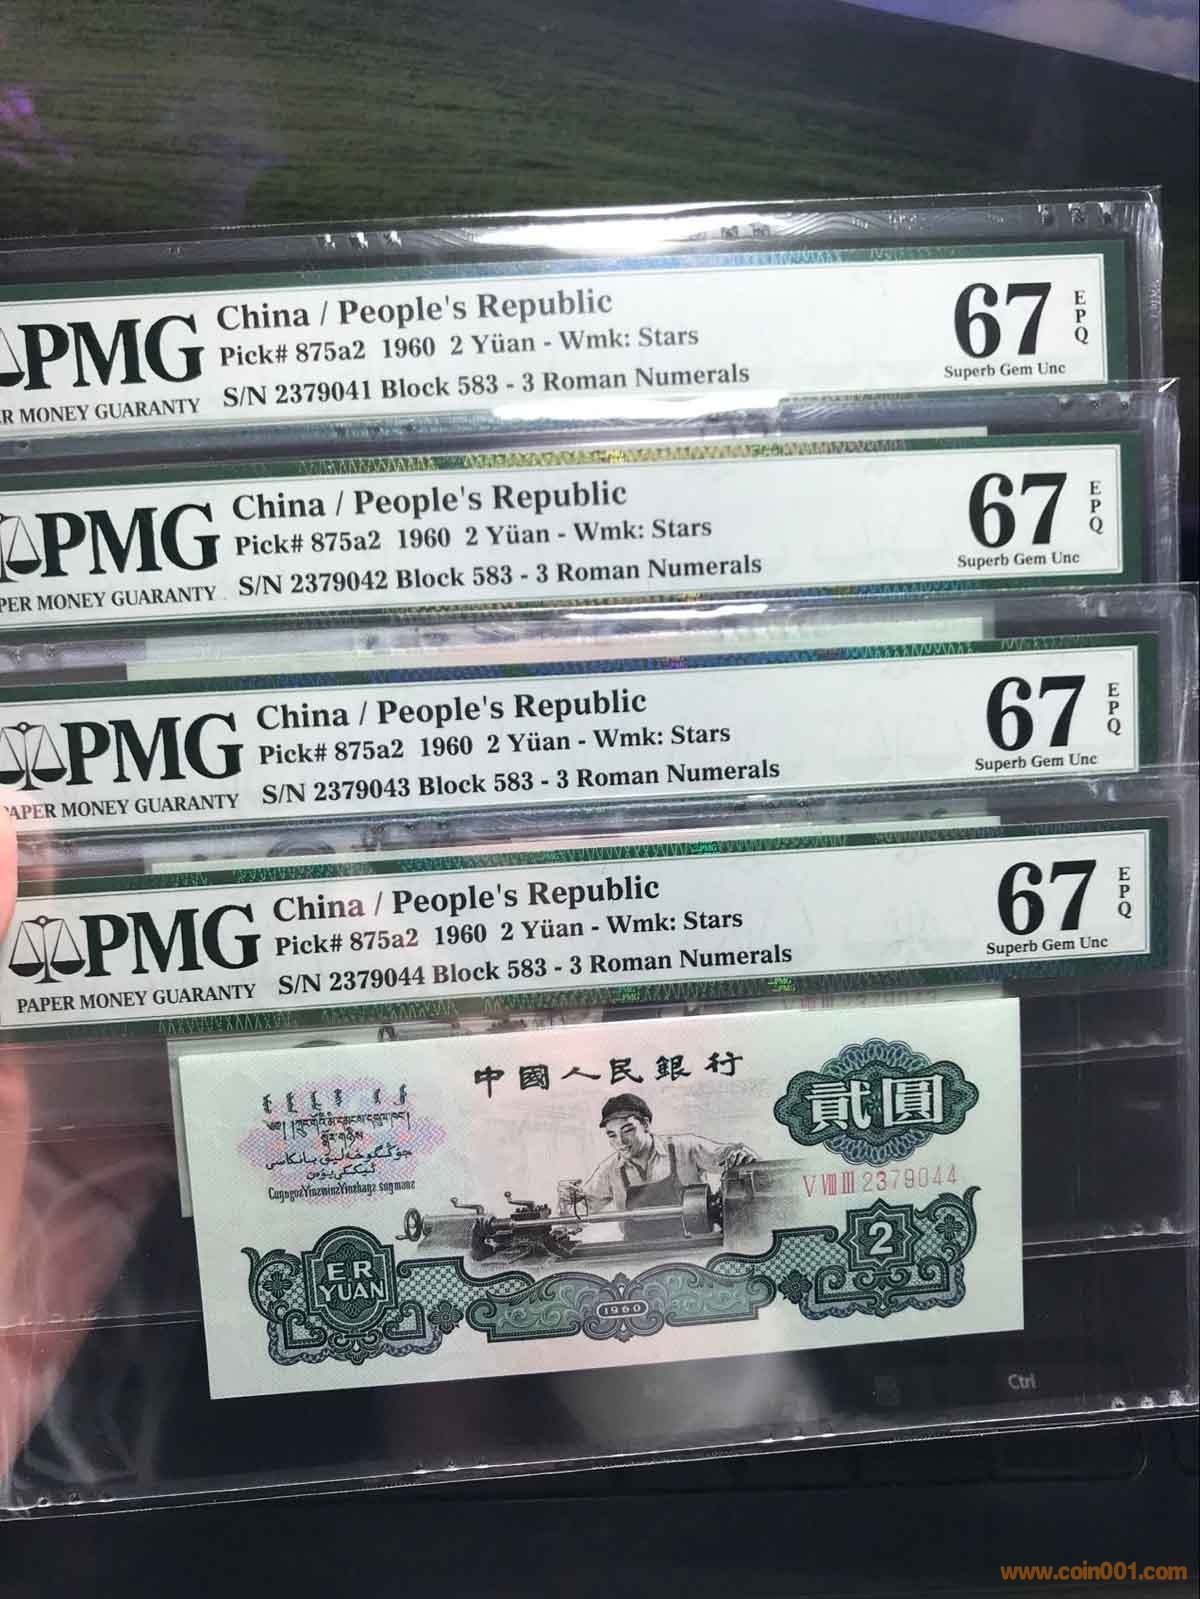 PMG
China / People's Republic
Pick# 875a2 1960 2 Yüan - Wmk: Stars
S/N 2379041 Block 583 - 3 Roman Numerals
67
EPQ
Superb Gem Unc
ER MONEY GUARANTY
PMG
China / People's Republic
Pick# 875a2 1960 2 Yüan - Wmk: Stars
S/N 2379042 Block 583 - 3 Roman Numerals
67
EPQ
Superb Gem Unc
PER MONEY GUARANTY
PMG
China / People's Republic
Pick# 875a2 1960 2 Yüan - Wmk: Stars
S/N 2379043 Block 583 - 3 Roman Numerals
67
EPQ
Superb Gem Unc
PAPER MONEY GUARANTY
PMG
China / People's Republic
Pick# 875a2 1960 2 Yüan - Wmk: Stars
S/N 2379044 Block 583 - 3 Roman Numerals
67
EPQ
Superb Gem Unc
PAPER MONEY GUARANTY
中國人民銀行
貳圓
V VIII III 2379044
ER
YUAN
1960
2
Ctrl
www.coin001.com